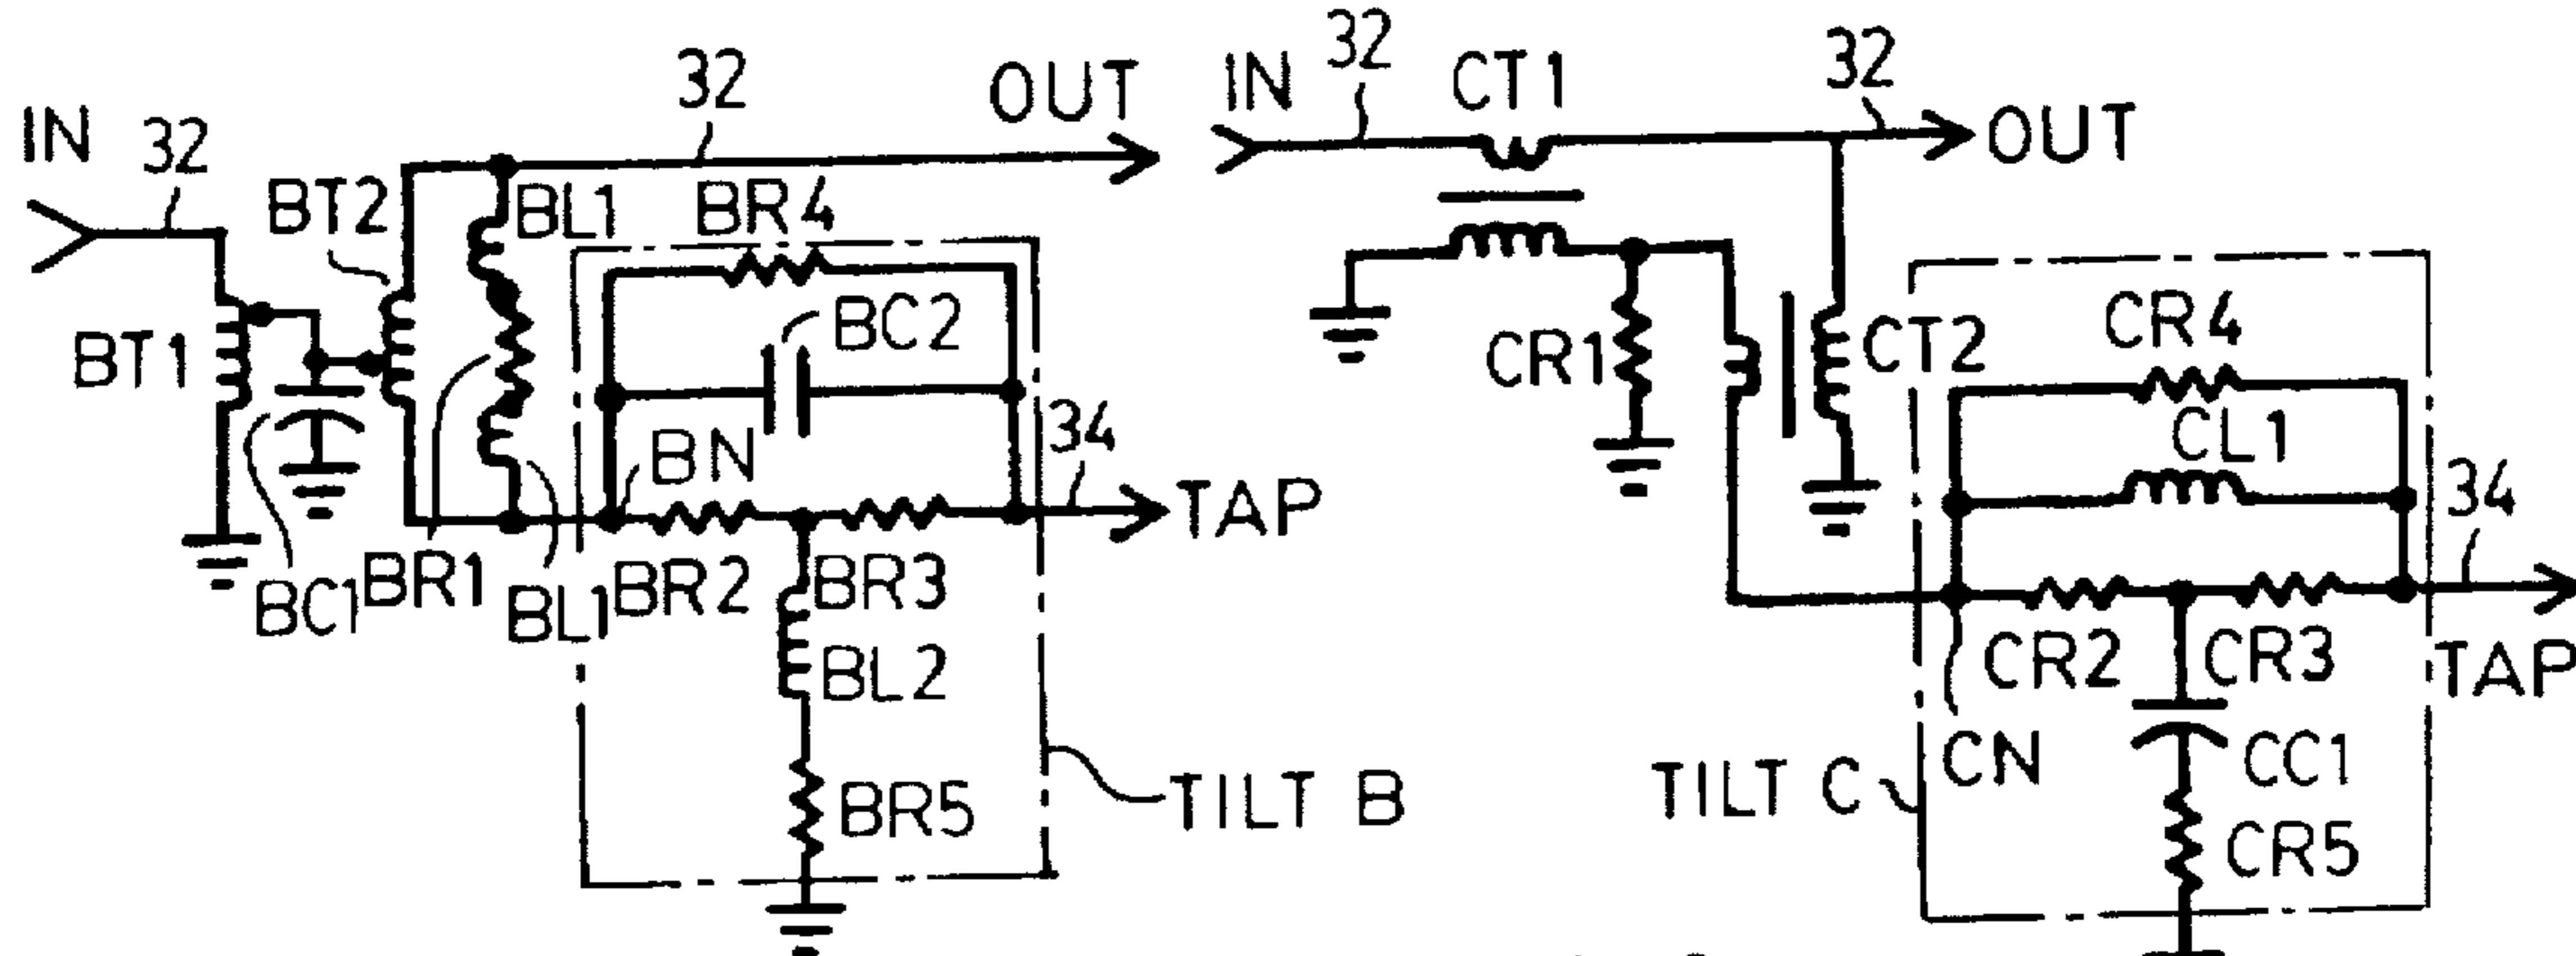 IN
32
BT2
BT1
BC1
BR1
BL1
BL1
32
OUT
BR4
BC2
BN
BR2
BR3
BL2
BR5
34
TAP
TILT B
IN
32
CT1
32
OUT
CR1
CT2
CR4
CL1
34
CR2
CR3
TAP
CN
CC1
TILT C
CR5